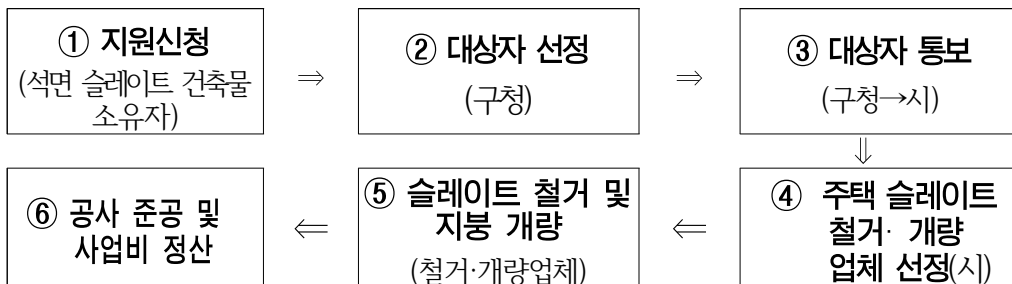 ① 지원신청
(석면 슬레이트 건축물
소유자)
⇒
② 대상자 선정
(구청)
⇒
③ 대상자 통보
(구청→시)
⇓
④ 주택 슬레이트
철거· 개량
업체 선정(시)
⇐
⑤ 슬레이트 철거 및
지붕 개량
(철거·개량업체)
⇐
⑥ 공사 준공 및
사업비 정산